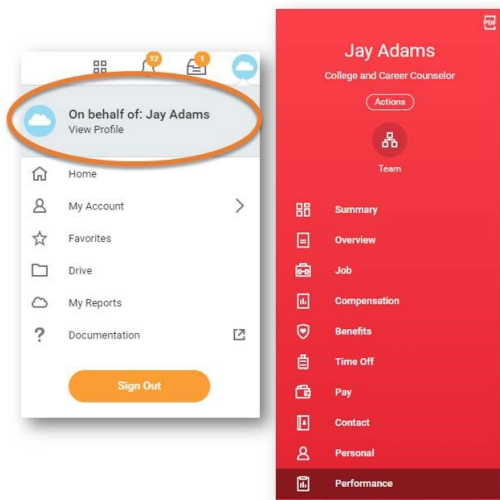 12
1
On behalf of: Jay Adams
View Profile
Home
My Account
Favorites
Drive
My Reports
? Documentation
Sign Out
PDF
Jay Adams
College and Career Counselor
Actions
Team
Summary
Overview
Job
Compensation
Benefits
Time Off
Pay
Contact
Personal
Performance